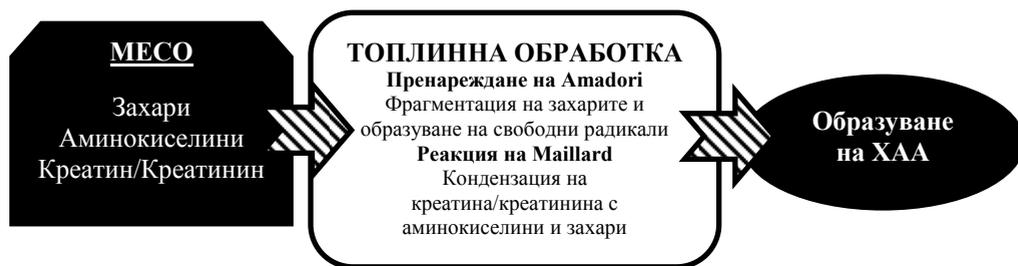 МЕСО
Захари
Аминокиселини
Креатин/Креатинин
ТОПЛИННА ОБРАБОТКА
Пренареждане на Amadori
Фрагментация на захарите и
образуване на свободни радикали
Реакция на Maillard
Кондензация на
креатина/креатинина с
аминокиселини и захари
Образуване
на ХАА